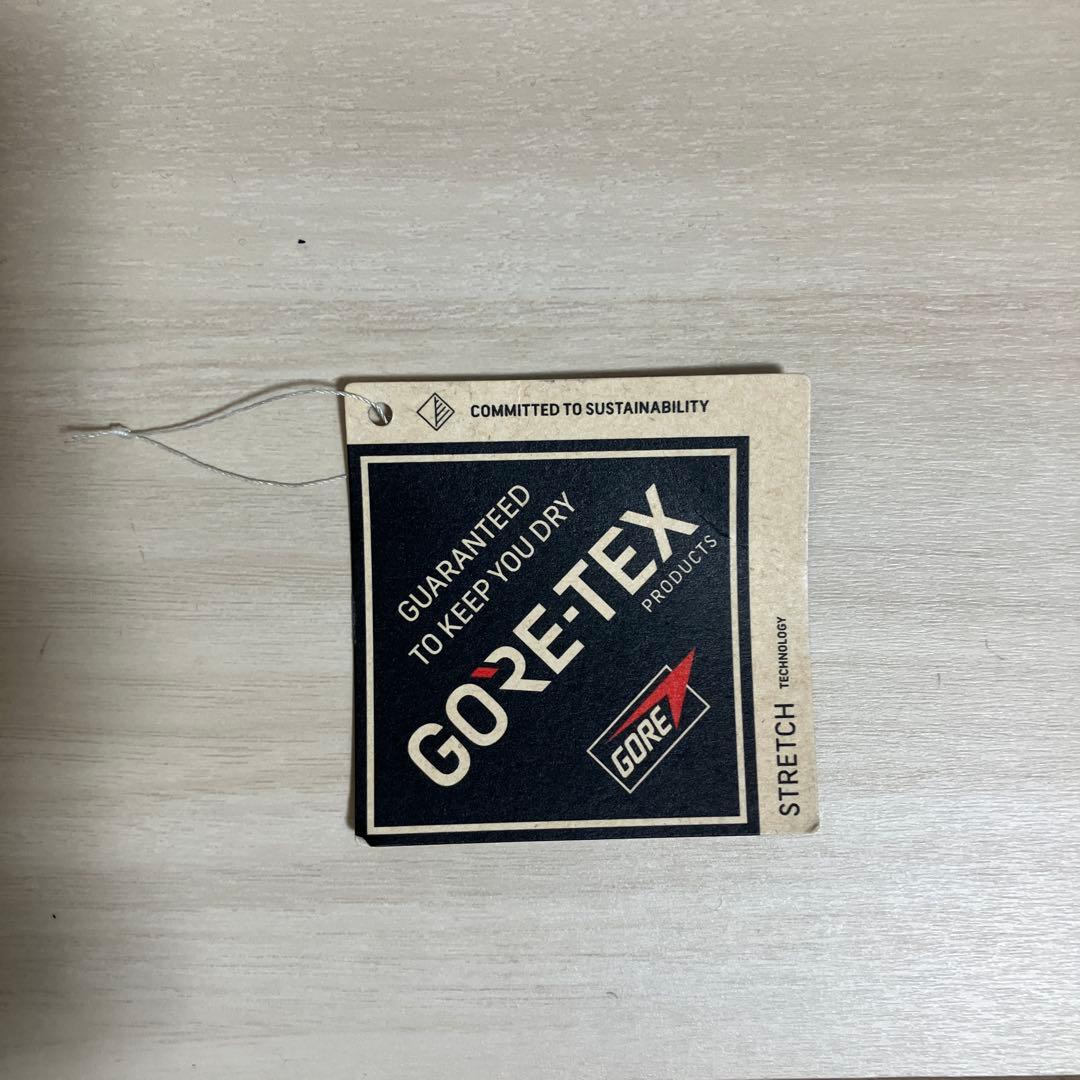 COMMITTED TO SUSTAINABILITY
GUARANTEED
TO KEEP YOU DRY
GORE-TEX
PRODUCTS
GORE
STRETCH TECHNOLOGY